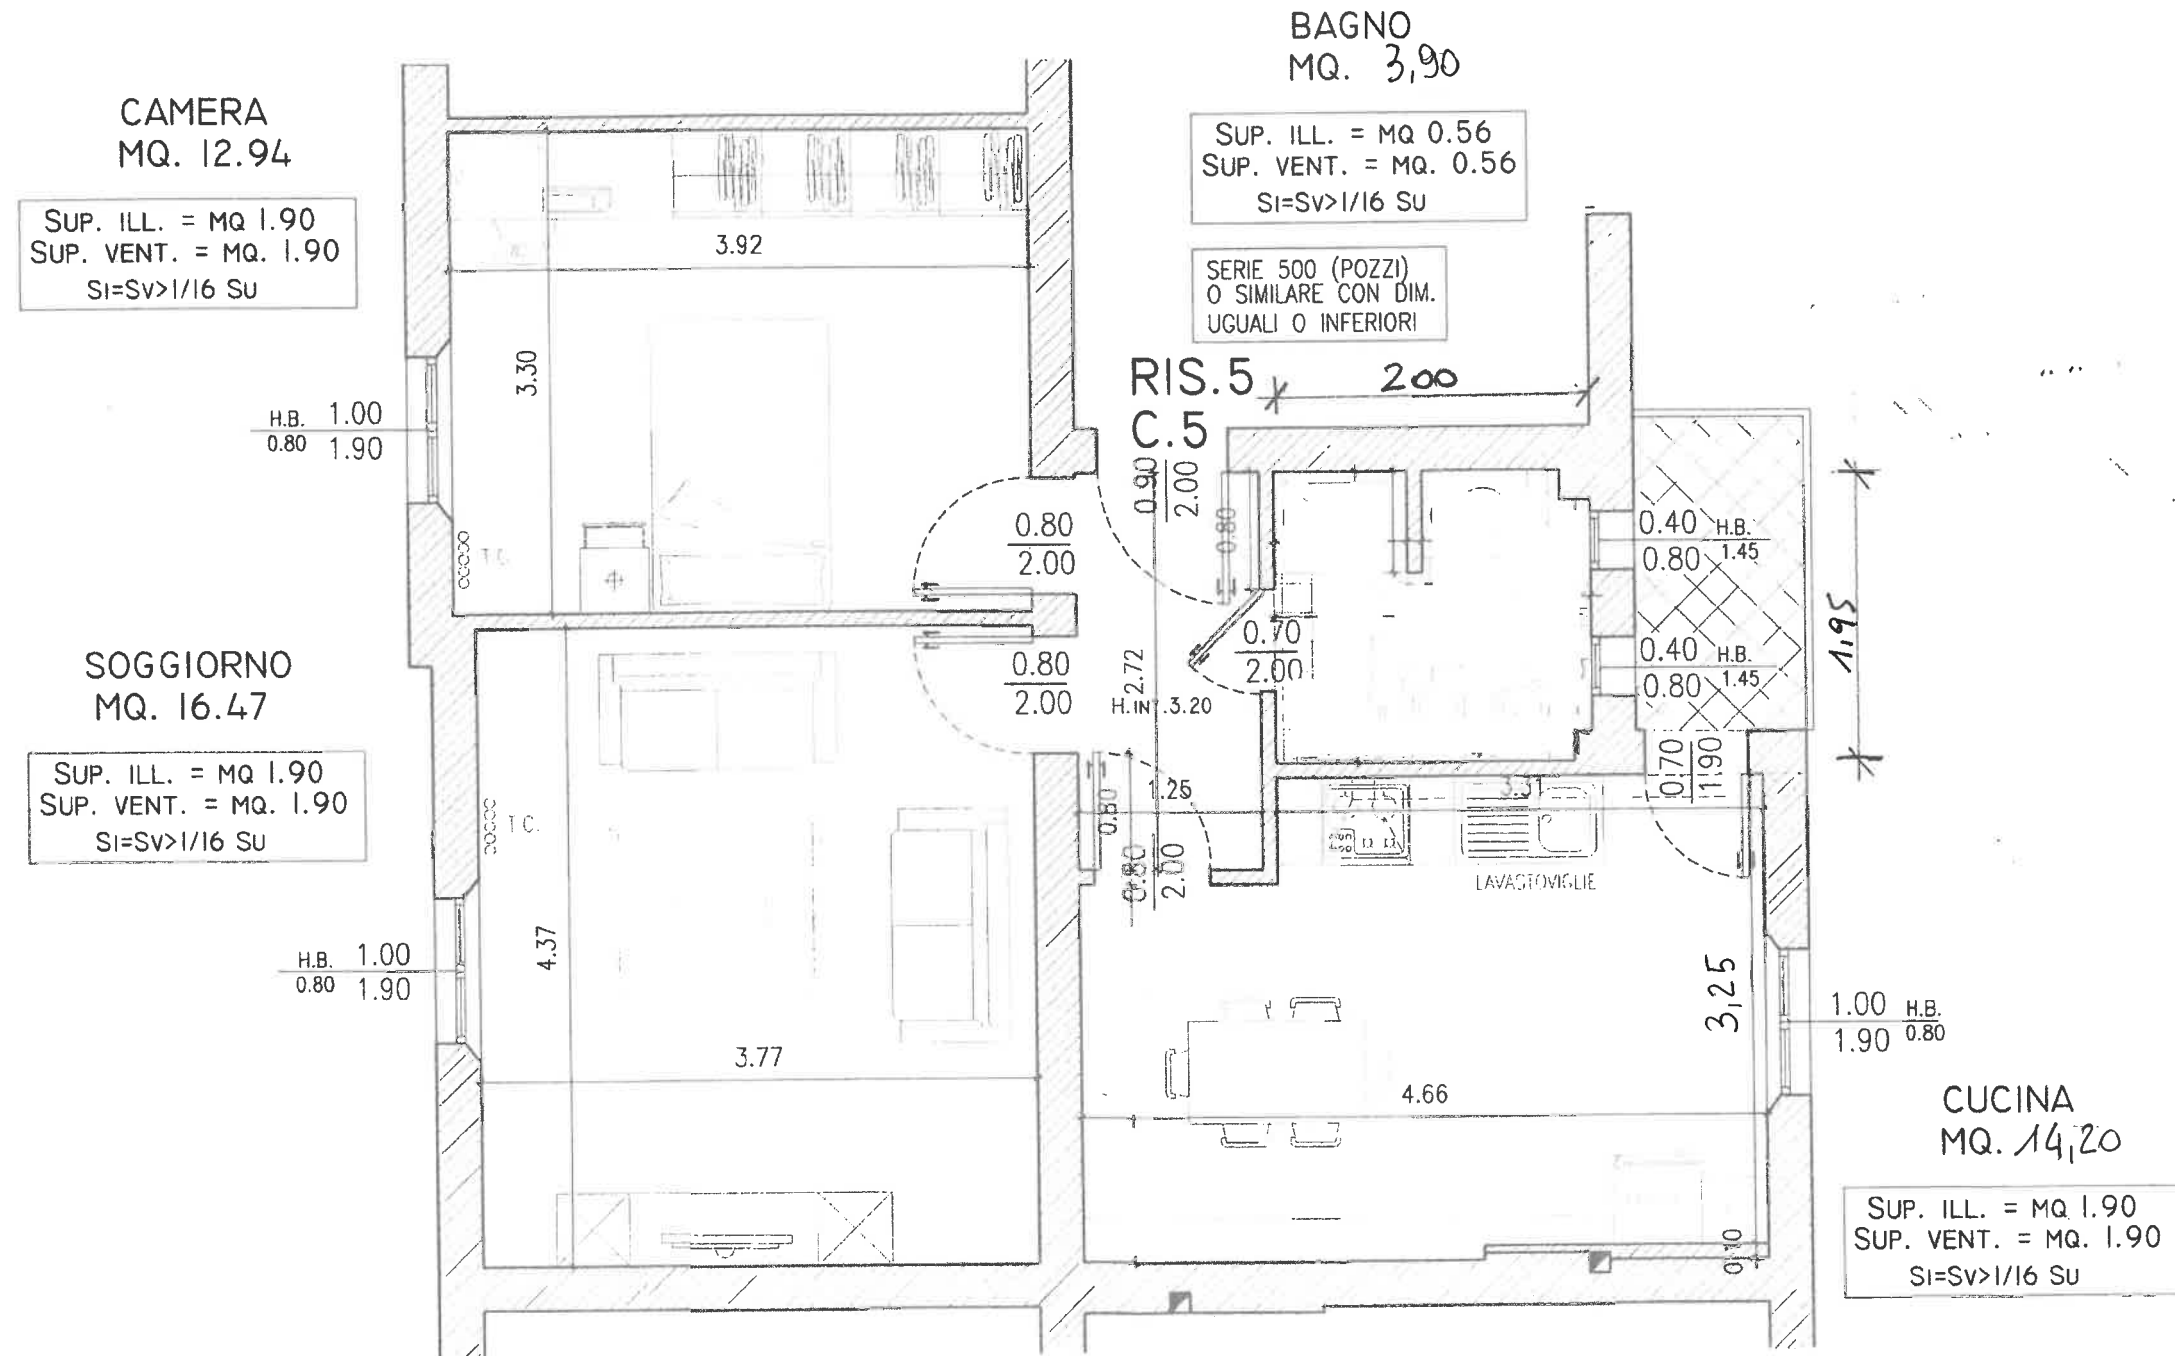 BAGNO
MQ. 3,90
SUP. ILL. = MQ 0.56
SUP. VENT. = MQ. 0.56
SI=SV>1/16 SU
SERIE 500 (POZZI)
O SIMILARE CON DIM.
UGUALI O INFERIORI
CAMERA
MQ. 12.94
SUP. ILL. = MQ 1.90
SUP. VENT. = MQ. 1.90
SI=SV>1/16 SU
3.92
3.30
H.B. 1.00
0.80 1.90
T.C.
RIS.5
C.5
200
0.90
2.00
0.80
0.80
2.00
0.80
2.00
0.70
2.00
2.72
H.INT.3.20
0.40 H.B.
0.80 1.45
0.40 H.B.
0.80 1.45
1,95
0.70
1.90
SOGGIORNO
MQ. 16.47
SUP. ILL. = MQ 1.90
SUP. VENT. = MQ. 1.90
SI=SV>1/16 SU
T.C.
H.B. 1.00
0.80 1.90
4.37
3.77
1.25
0.80
0.80
2.00
3.31
LAVASTOVIGLIE
3,25
4.66
0.10
1.00 H.B.
1.90 0.80
CUCINA
MQ. 14,20
SUP. ILL. = MQ 1.90
SUP. VENT. = MQ. 1.90
SI=SV>1/16 SU